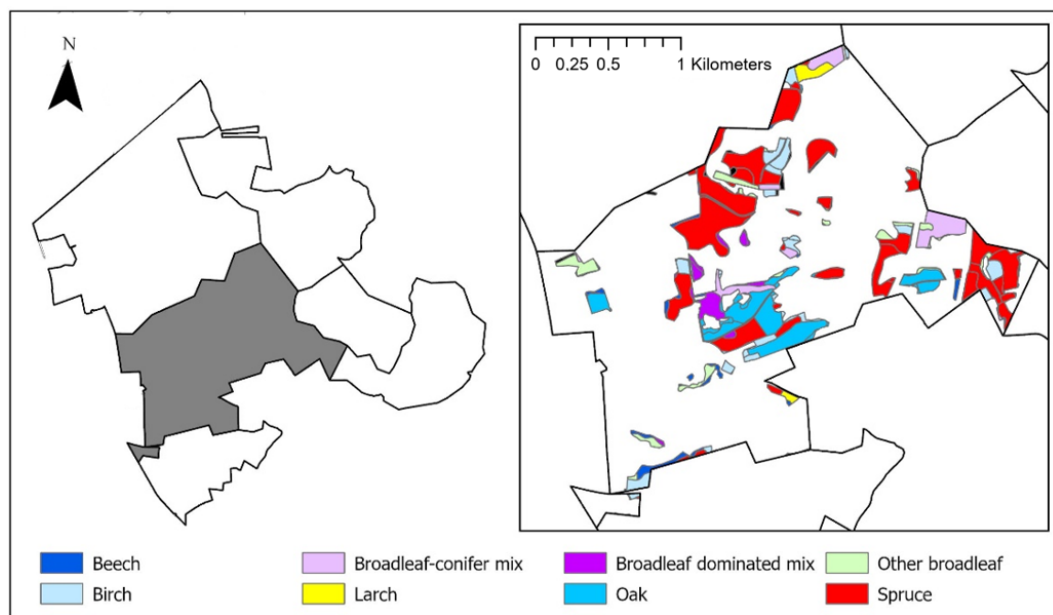 N
0 0.25 0.5 1 Kilometers
Beech Broadleaf-conifer mix Broadleaf dominated mix Other broadleaf
Birch Larch Oak Spruce